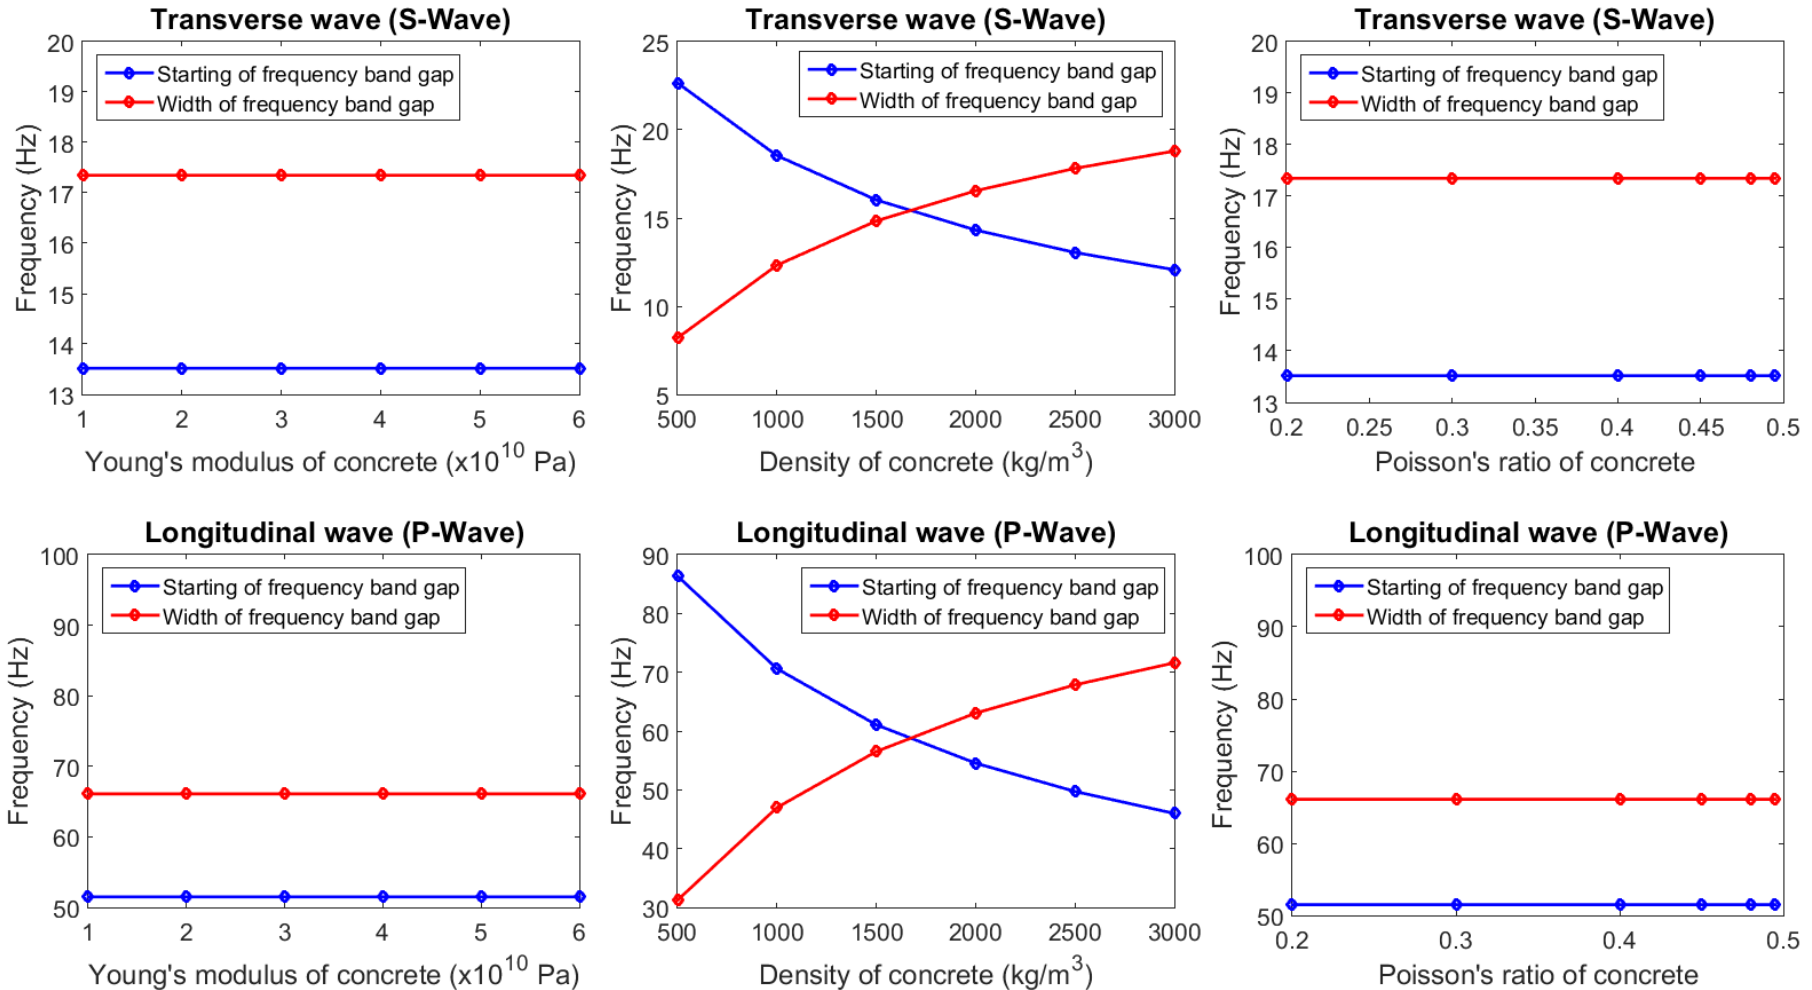 Transverse wave (S-Wave)
Starting of frequency band gap
Width of frequency band gap
Frequency (Hz)
20
19
18
17
16
15
14
13
1 2 3 4 5 6
Young's modulus of concrete (x10^10 Pa)
Transverse wave (S-Wave)
Starting of frequency band gap
Width of frequency band gap
Frequency (Hz)
25
20
15
10
5
500 1000 1500 2000 2500 3000
Density of concrete (kg/m^3)
Transverse wave (S-Wave)
Starting of frequency band gap
Width of frequency band gap
Frequency (Hz)
20
19
18
17
16
15
14
13
0.2 0.25 0.3 0.35 0.4 0.45 0.5
Poisson's ratio of concrete
Longitudinal wave (P-Wave)
Starting of frequency band gap
Width of frequency band gap
Frequency (Hz)
100
90
80
70
60
50
1 2 3 4 5 6
Young's modulus of concrete (x10^10 Pa)
Longitudinal wave (P-Wave)
Starting of frequency band gap
Width of frequency band gap
Frequency (Hz)
90
80
70
60
50
40
30
500 1000 1500 2000 2500 3000
Density of concrete (kg/m^3)
Longitudinal wave (P-Wave)
Starting of frequency band gap
Width of frequency band gap
Frequency (Hz)
100
90
80
70
60
50
0.2 0.3 0.4 0.5
Poisson's ratio of concrete